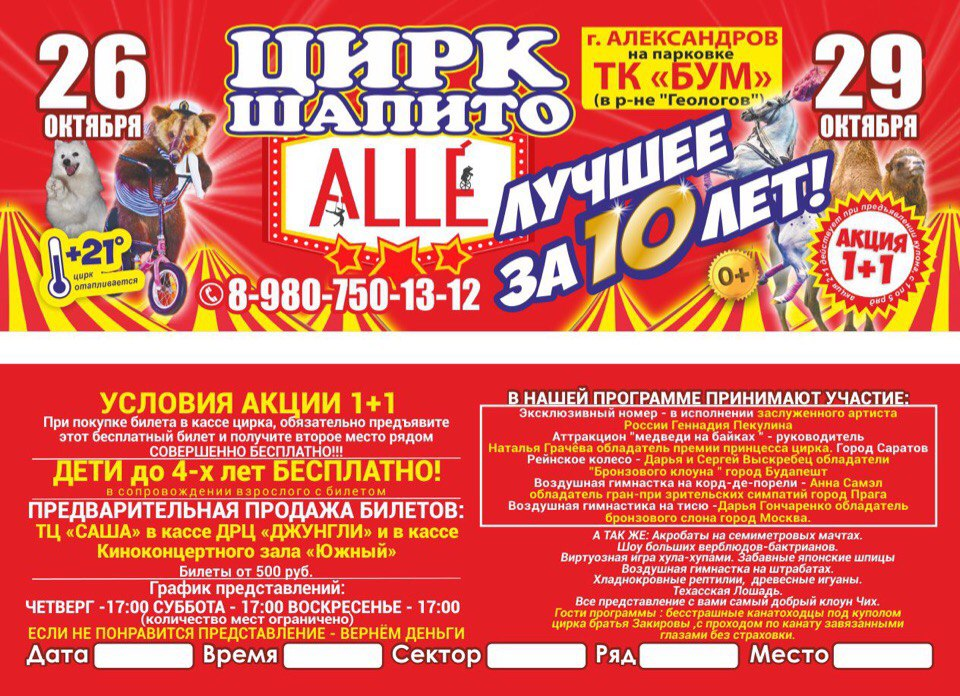 26
ОКТЯБРЯ
ЦИРК
ШАПИТО
ALLÉ
г. АЛЕКСАНДРОВ
на парковке
ТК «БУМ»
(в р-не "Геологов")
29
ОКТЯБРЯ
ЛУЧШЕЕ
ЗА 10 ЛЕТ!
+21°
цирк
отапливается
8-980-750-13-12
0+
АКЦИЯ
1+1
акция 1+1 действует при предъявлении купона, с 1 по 5 ряд
УСЛОВИЯ АКЦИИ 1+1
При покупке билета в кассе цирка, обязательно предъявите
этот бесплатный билет и получите второе место рядом
СОВЕРШЕННО БЕСПЛАТНО!!!
ДЕТИ до 4-х лет БЕСПЛАТНО!
в сопровождении взрослого с билетом
ПРЕДВАРИТЕЛЬНАЯ ПРОДАЖА БИЛЕТОВ:
ТЦ «САША» в кассе ДРЦ «ДЖУНГЛИ» и в кассе
Киноконцертного зала «Южный»
Билеты от 500 руб.
График представлений:
ЧЕТВЕРГ -17:00 СУББОТА - 17:00 ВОСКРЕСЕНЬЕ - 17:00
(количество мест ограничено)
ЕСЛИ НЕ ПОНРАВИТСЯ ПРЕДСТАВЛЕНИЕ - ВЕРНЁМ ДЕНЬГИ
В НАШЕЙ ПРОГРАММЕ ПРИНИМАЮТ УЧАСТИЕ:
Эксклюзивный номер - в исполнении заслуженного артиста
России Геннадия Пекулина
Аттракцион "медведи на байках " - руководитель
Наталья Грачёва обладатель премии принцесса цирка. Город Саратов
Рейнское колесо - Дарья и Сергей Выскребец обладатели
"Бронзового клоуна " город Будапешт
Воздушная гимнастка на корд-де-порели - Анна Самэл
обладатель гран-при зрительских симпатий город Прага
Воздушная гимнастика на тисю -Дарья Гончаренко обладатель
бронзового слона город Москва.
А ТАК ЖЕ: Акробаты на семиметровых мачтах.
Шоу больших верблюдов-бактрианов.
Виртуозная игра хула-хупами. Забавные японские шпицы
Воздушная гимнастика на штрабатах.
Хладнокровные рептилии, древесные игуаны.
Техасская Лошадь.
Все представление с вами самый добрый клоун Чих.
Гости программы : бесстрашные канатоходцы под куполом
цирка братья Закировы ,с проходом по канату завязанными
глазами без страховки.
Дата Время Сектор Ряд Место